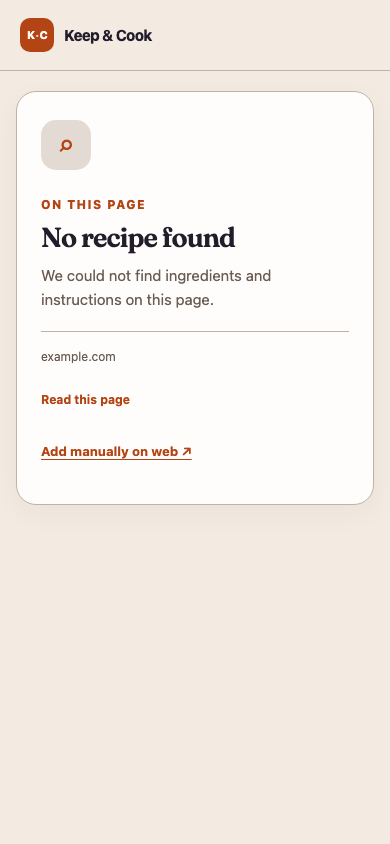 K·C Keep & Cook
ON THIS PAGE
No recipe found
We could not find ingredients and
instructions on this page.
example.com
Read this page
Add manually on web ↗